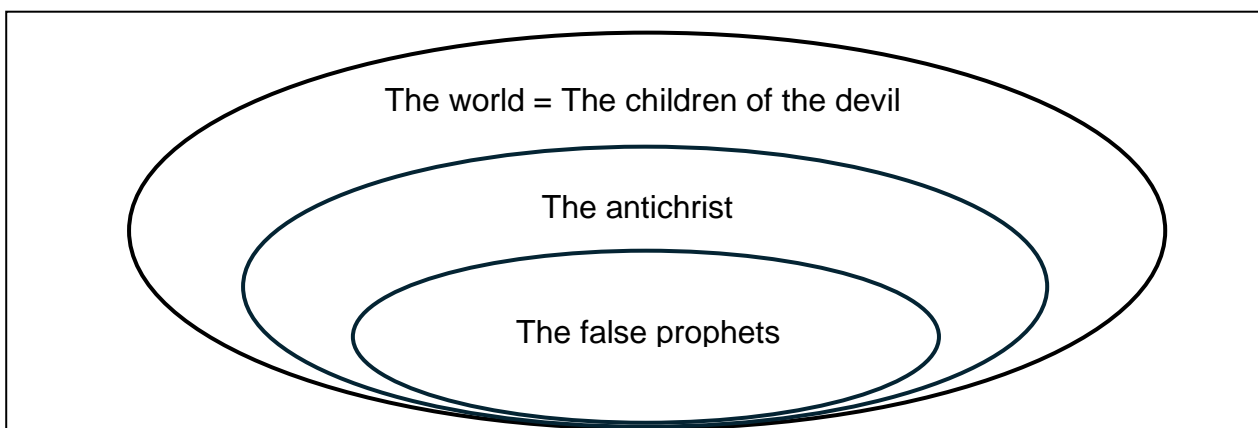 The world = The children of the devil
The antichrist
The false prophets